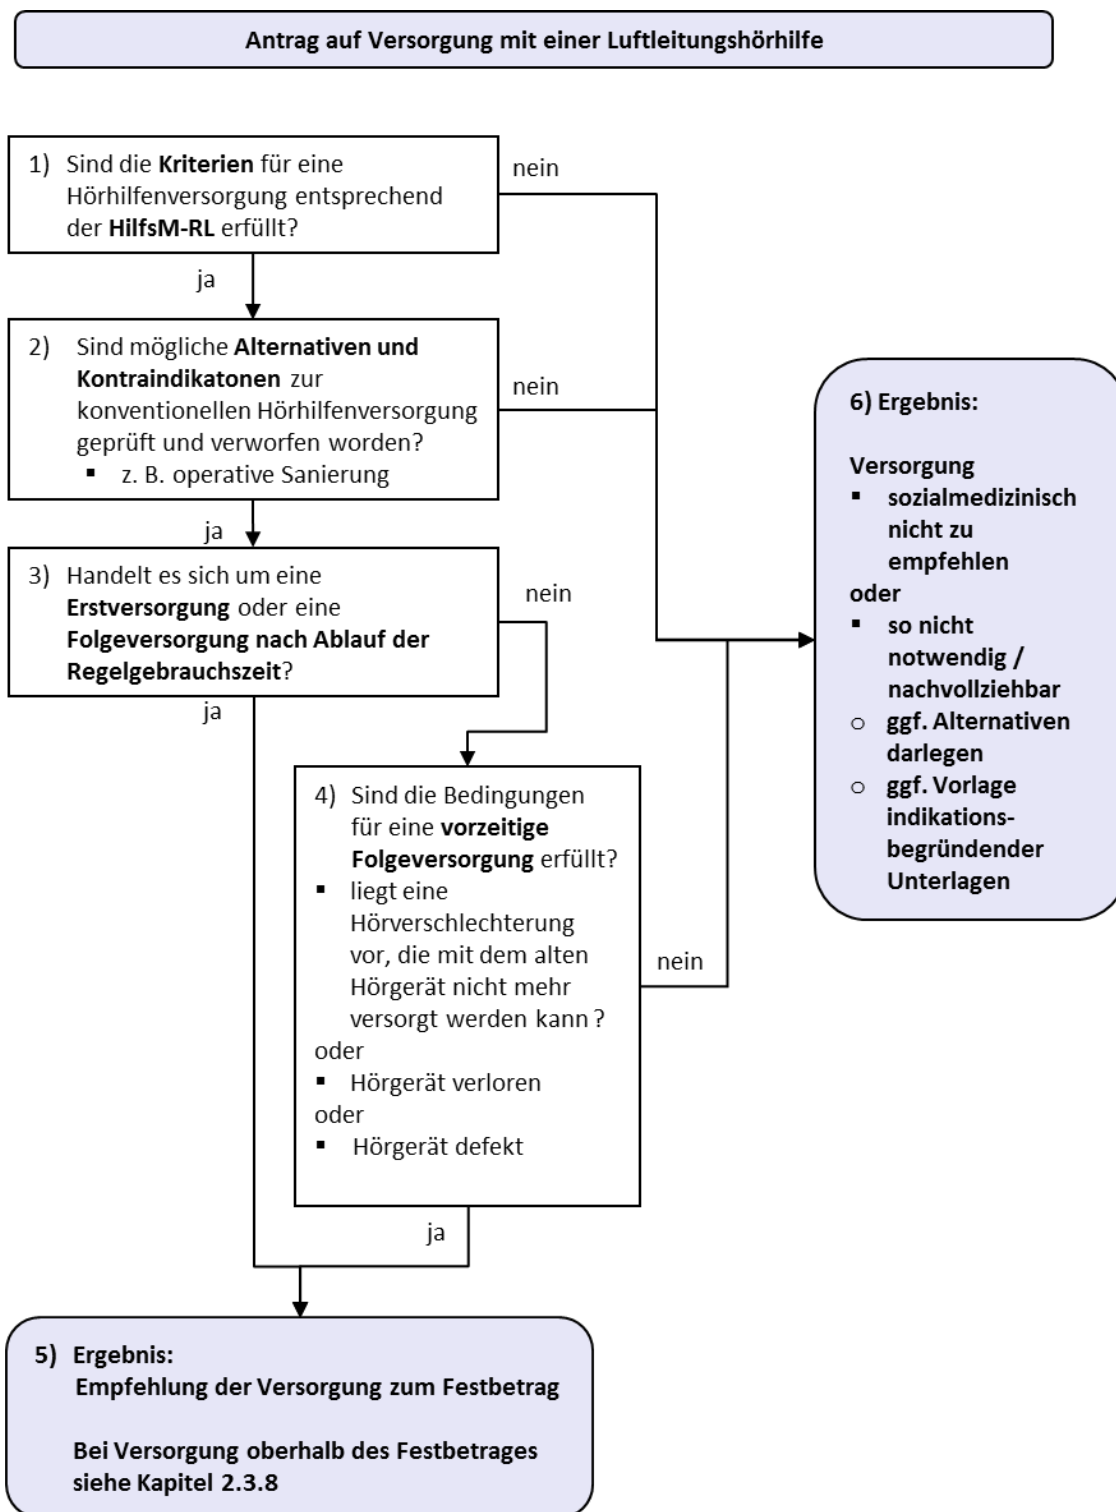 Antrag auf Versorgung mit einer Luftleitungshörhilfe
1) Sind die Kriterien für eine
Hörhilfenversorgung entsprechend
der HilfsM-RL erfüllt?
nein
ja
2) Sind mögliche Alternativen und
Kontraindikatonen zur
konventionellen Hörhilfenversorgung
geprüft und verworfen worden?
▪ z. B. operative Sanierung
nein
ja
3) Handelt es sich um eine
Erstversorgung oder eine
Folgeversorgung nach Ablauf der
Regelgebrauchszeit?
nein
ja
4) Sind die Bedingungen
für eine vorzeitige
Folgeversorgung erfüllt?
▪ liegt eine
Hörverschlechterung
vor, die mit dem alten
Hörgerät nicht mehr
versorgt werden kann ?
oder
▪ Hörgerät verloren
oder
▪ Hörgerät defekt
nein
ja
5) Ergebnis:
Empfehlung der Versorgung zum Festbetrag
Bei Versorgung oberhalb des Festbetrages
siehe Kapitel 2.3.8
6) Ergebnis:
Versorgung
▪ sozialmedizinisch
nicht zu
empfehlen
oder
▪ so nicht
notwendig /
nachvollziehbar
o ggf. Alternativen
darlegen
o ggf. Vorlage
indikations-
begründender
Unterlagen